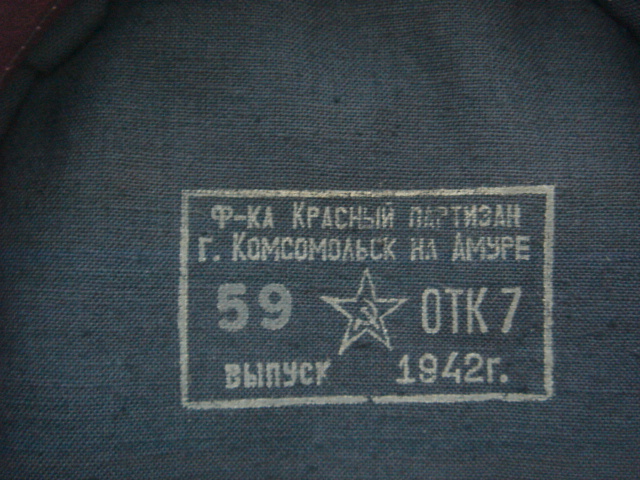 Ф-КА КРАСНЫЙ ПАРТИЗАН
Г. КОМСОМОЛЬСК НА АМУРЕ
59 ОТК 7
ВЫПУСК 1942г.